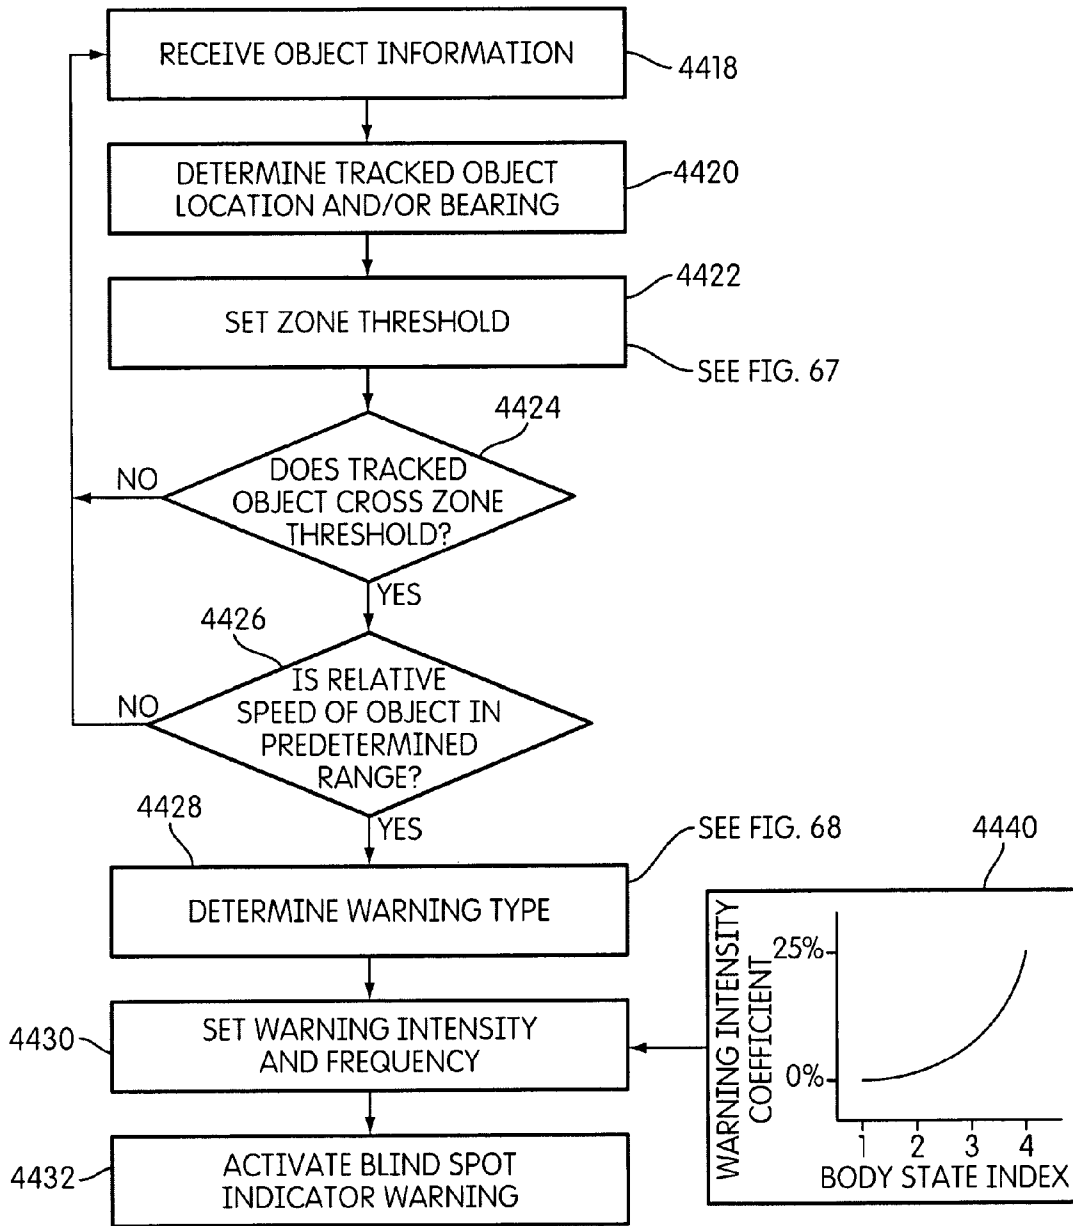 RECEIVE OBJECT INFORMATION
4418
DETERMINE TRACKED OBJECT
LOCATION AND/OR BEARING
4420
4422
SET ZONE THRESHOLD
SEE FIG. 67
4424
DOES TRACKED
OBJECT CROSS ZONE
THRESHOLD?
NO
YES
4426
IS RELATIVE
SPEED OF OBJECT IN
PREDETERMINED
RANGE?
NO
YES
4428
SEE FIG. 68
DETERMINE WARNING TYPE
4440
WARNING INTENSITY
COEFFICIENT
25%
0%
1 2 3 4
BODY STATE INDEX
4430
SET WARNING INTENSITY
AND FREQUENCY
4432
ACTIVATE BLIND SPOT
INDICATOR WARNING